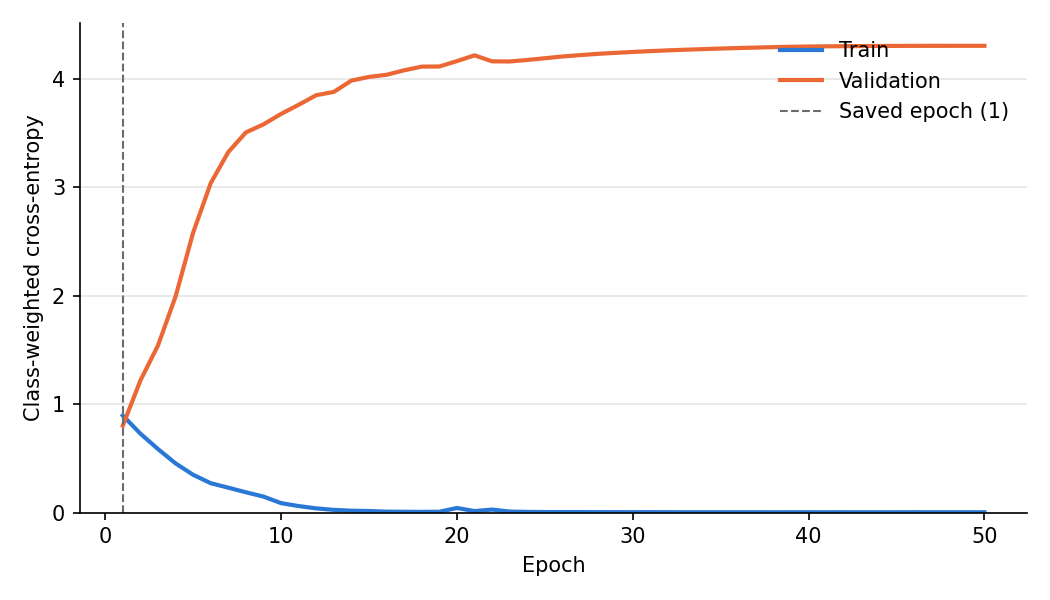 Class-weighted cross-entropy
4
3
2
1
0
0 10 20 30 40 50
Epoch
Train
Validation
Saved epoch (1)